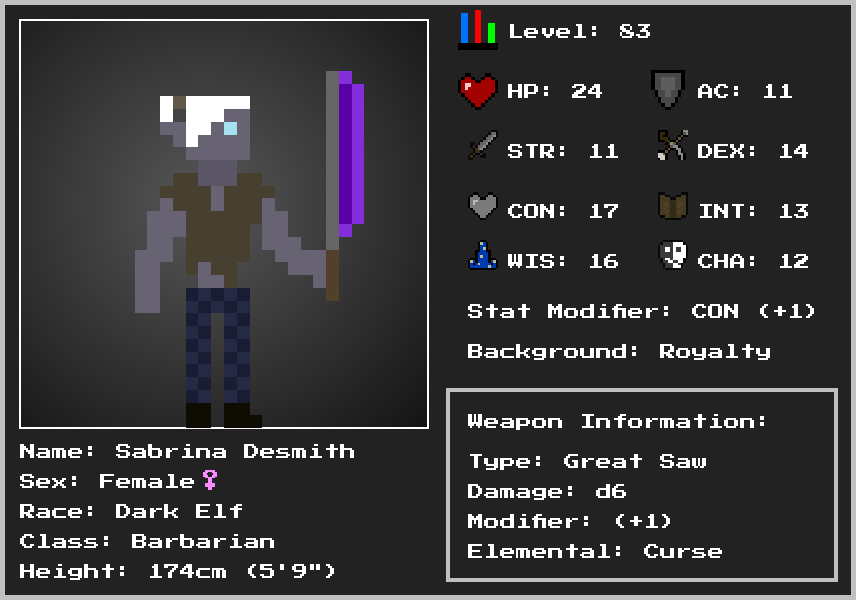 Level: 83
HP: 24 AC: 11
STR: 11 DEX: 14
CON: 17 INT: 13
WIS: 16 CHA: 12
Stat Modifier: CON (+1)
Background: Royalty
Weapon Information:
Type: Great Saw
Damage: d6
Modifier: (+1)
Elemental: Curse
Name: Sabrina Desmith
Sex: Female♀
Race: Dark Elf
Class: Barbarian
Height: 174cm (5'9")